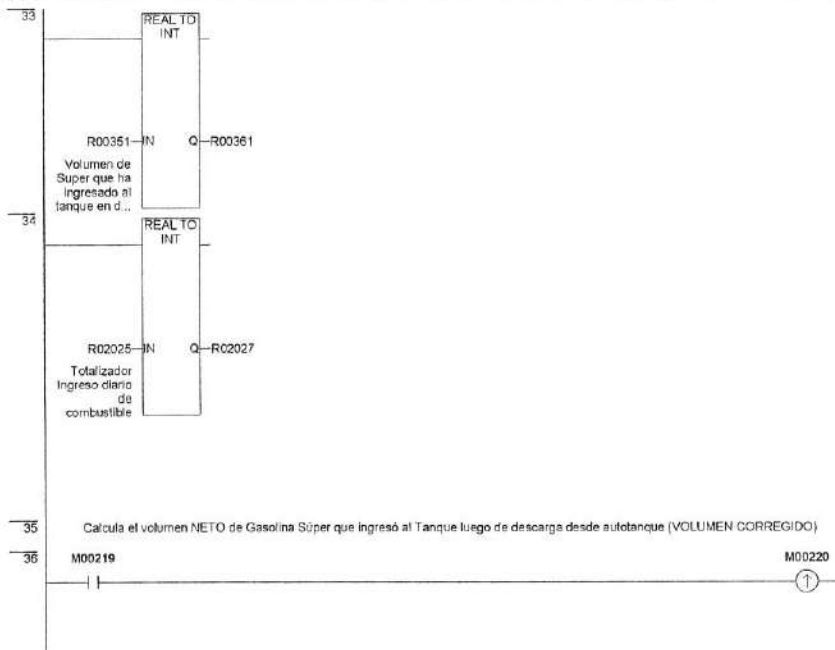 33
REAL TO
INT
R00351 IN Q R00361
Volumen de
Super que ha
ingresado al
tanque en d...
34
REAL TO
INT
R02025 IN Q R02027
Totalizador
Ingreso diario
de
combustible
35 Calcula el volumen NETO de Gasolina Súper que ingresó al Tanque luego de descarga desde autotanque (VOLUMEN CORREGIDO)
36 M00219 M00220